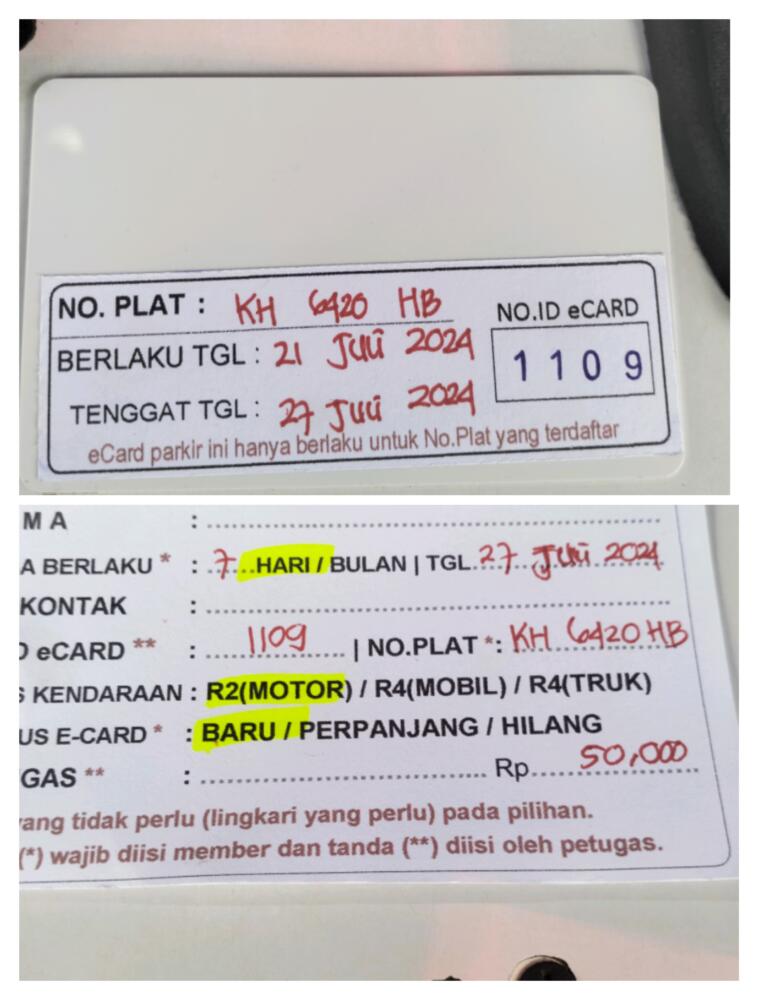 NO. PLAT : KH 6420 HB
NO.ID eCARD
BERLAKU TGL : 21 Juli 2024
1109
TENGGAT TGL : 27 Juli 2024
eCard parkir ini hanya berlaku untuk No.Plat yang terdaftar
M A : ..........
A BERLAKU * : .7...HARI / BULAN | TGL.27 Juli 2024
KONTAK : ..........
D eCARD ** : ....1109.... | NO.PLAT *: KH 6420 HB
S KENDARAAN : R2(MOTOR) / R4(MOBIL) / R4(TRUK)
US E-CARD * : BARU / PERPANJANG / HILANG
GAS ** : .......... Rp....50,000....
ang tidak perlu (lingkari yang perlu) pada pilihan.
(*) wajib diisi member dan tanda (**) diisi oleh petugas.